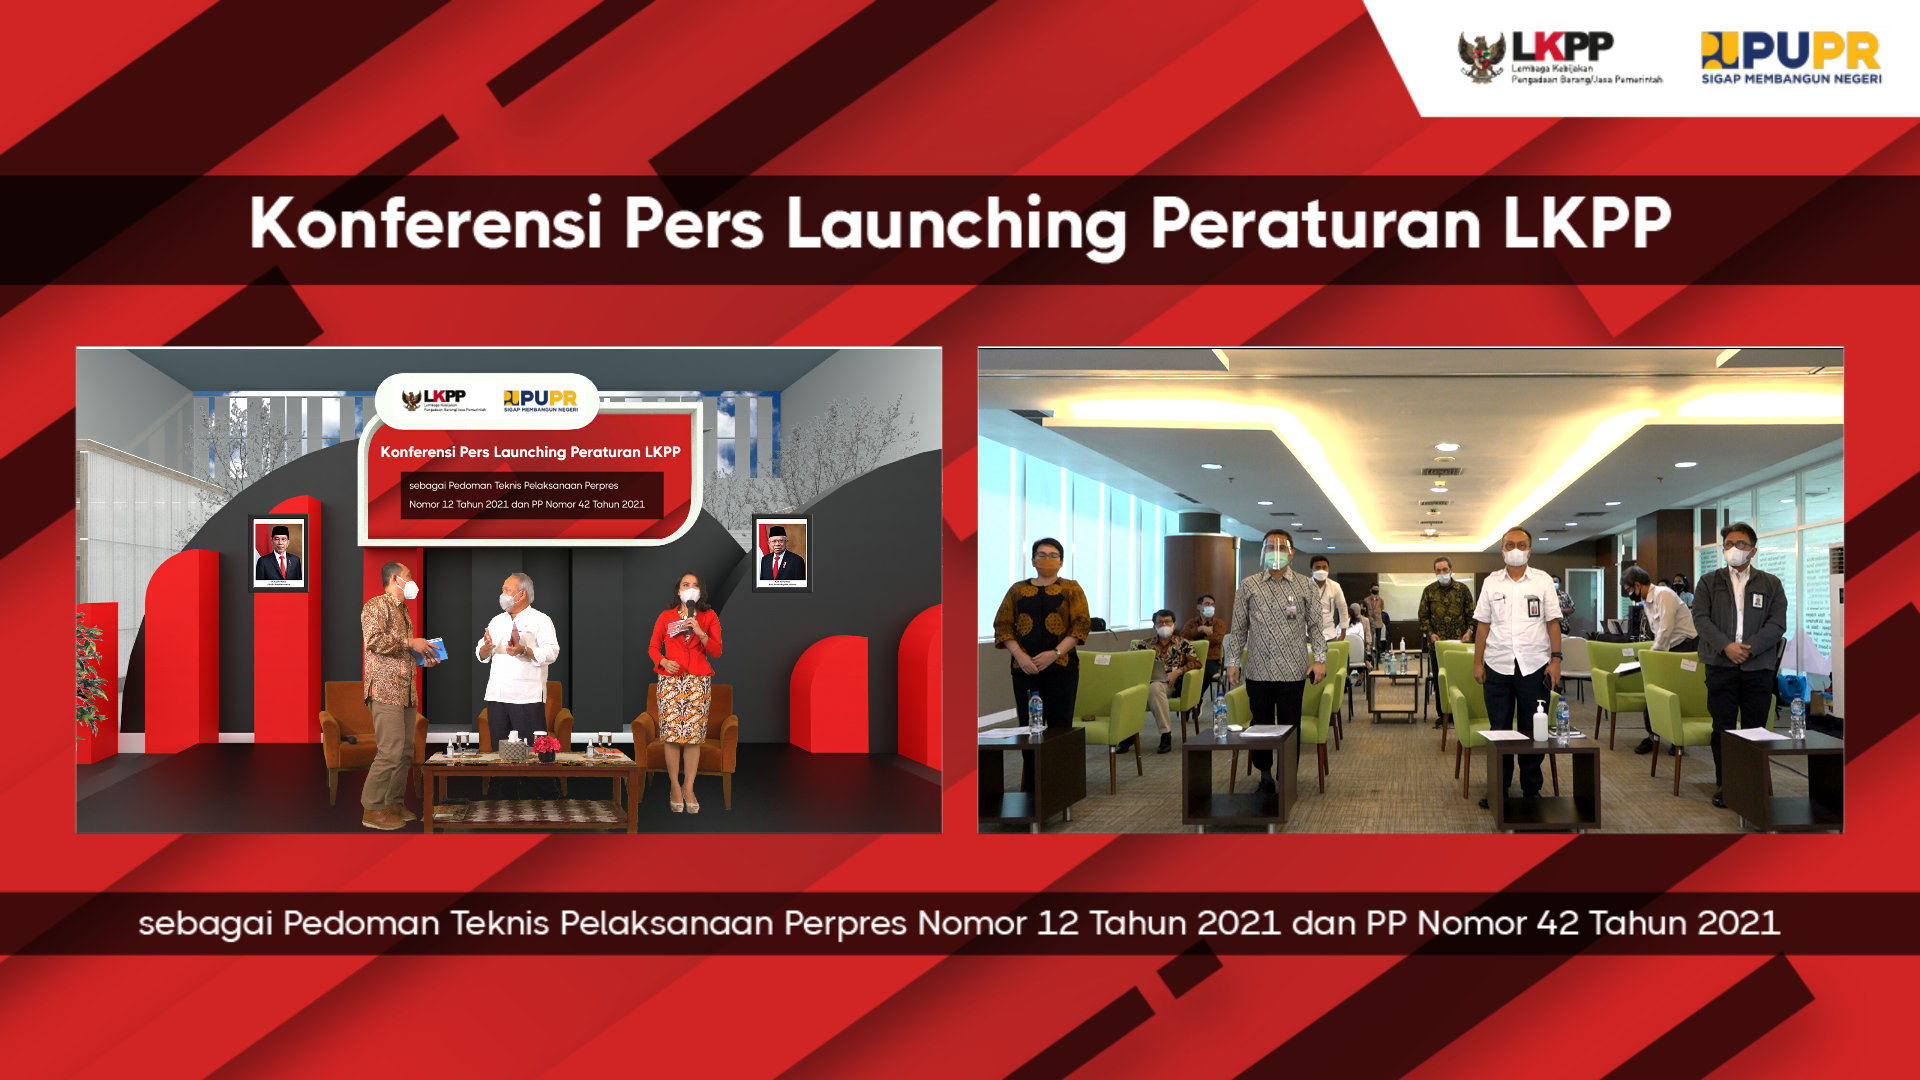 LKPP
Lembaga Kebijakan
Pengadaan Barang/Jasa Pemerintah
PUPR
SIGAP MEMBANGUN NEGERI
Konferensi Pers Launching Peraturan LKPP
LKPP
Lembaga Kebijakan
Pengadaan Barang/Jasa Pemerintah
PUPR
SIGAP MEMBANGUN NEGERI
Konferensi Pers Launching Peraturan LKPP
sebagai Pedoman Teknis Pelaksanaan Perpres
Nomor 12 Tahun 2021 dan PP Nomor 42 Tahun 2021
sebagai Pedoman Teknis Pelaksanaan Perpres Nomor 12 Tahun 2021 dan PP Nomor 42 Tahun 2021